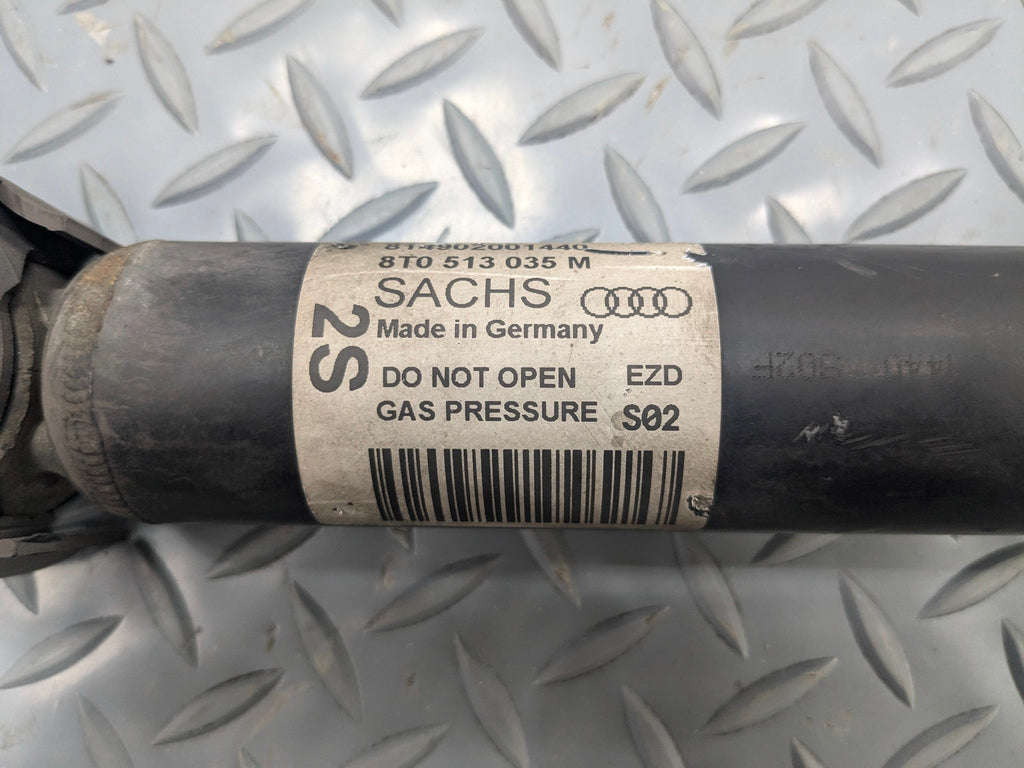 814902001440
8T0 513 035 M
SACHS
Made in Germany
2S
DO NOT OPEN EZD
GAS PRESSURE S02